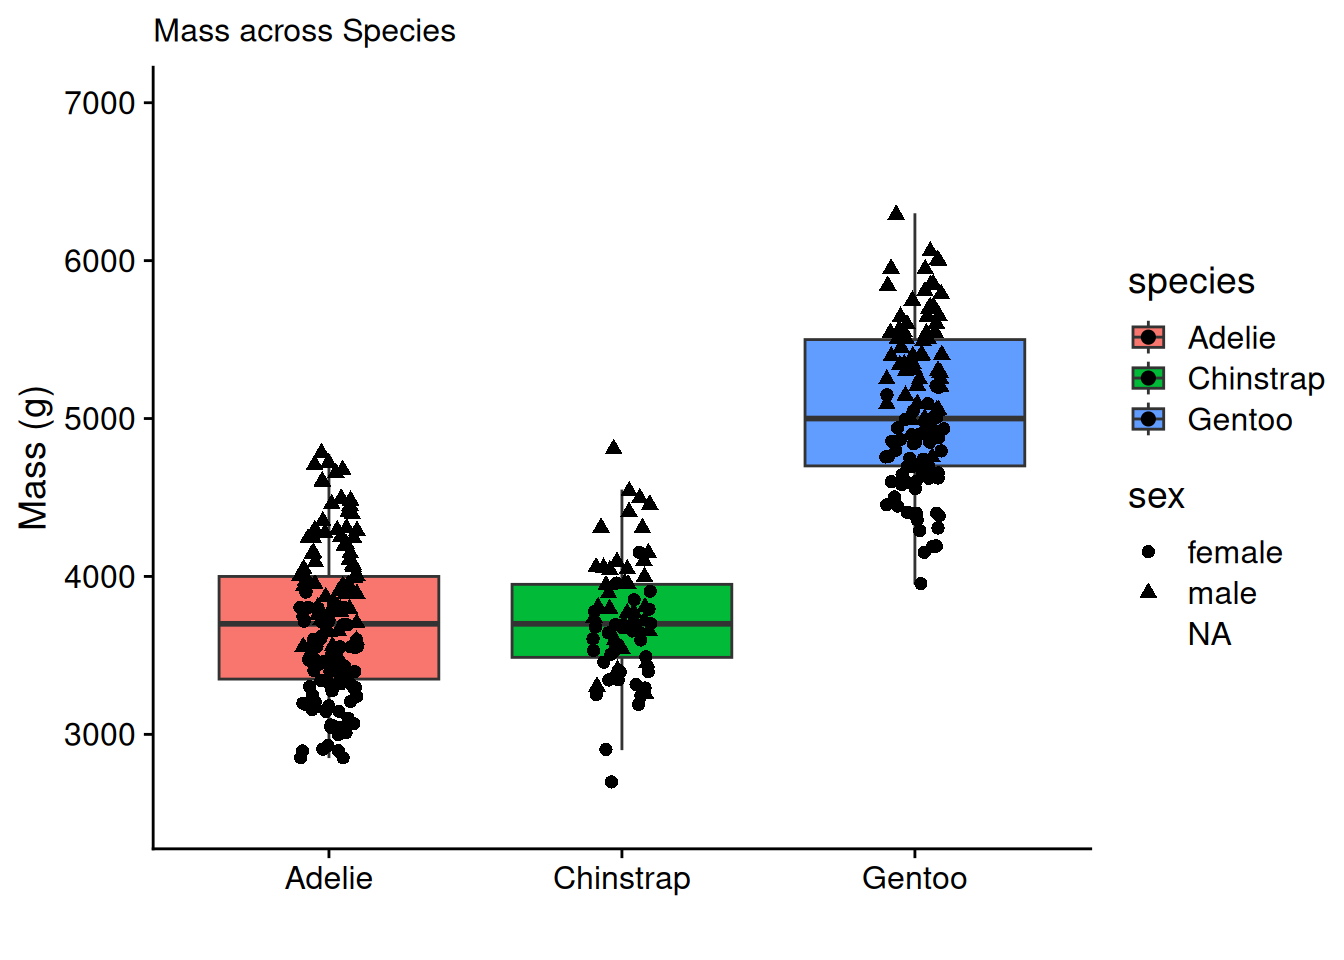 Mass across Species
7000
6000
5000
4000
3000
Mass (g)
Adelie
Chinstrap
Gentoo
species
Adelie
Chinstrap
Gentoo
sex
female
male
NA